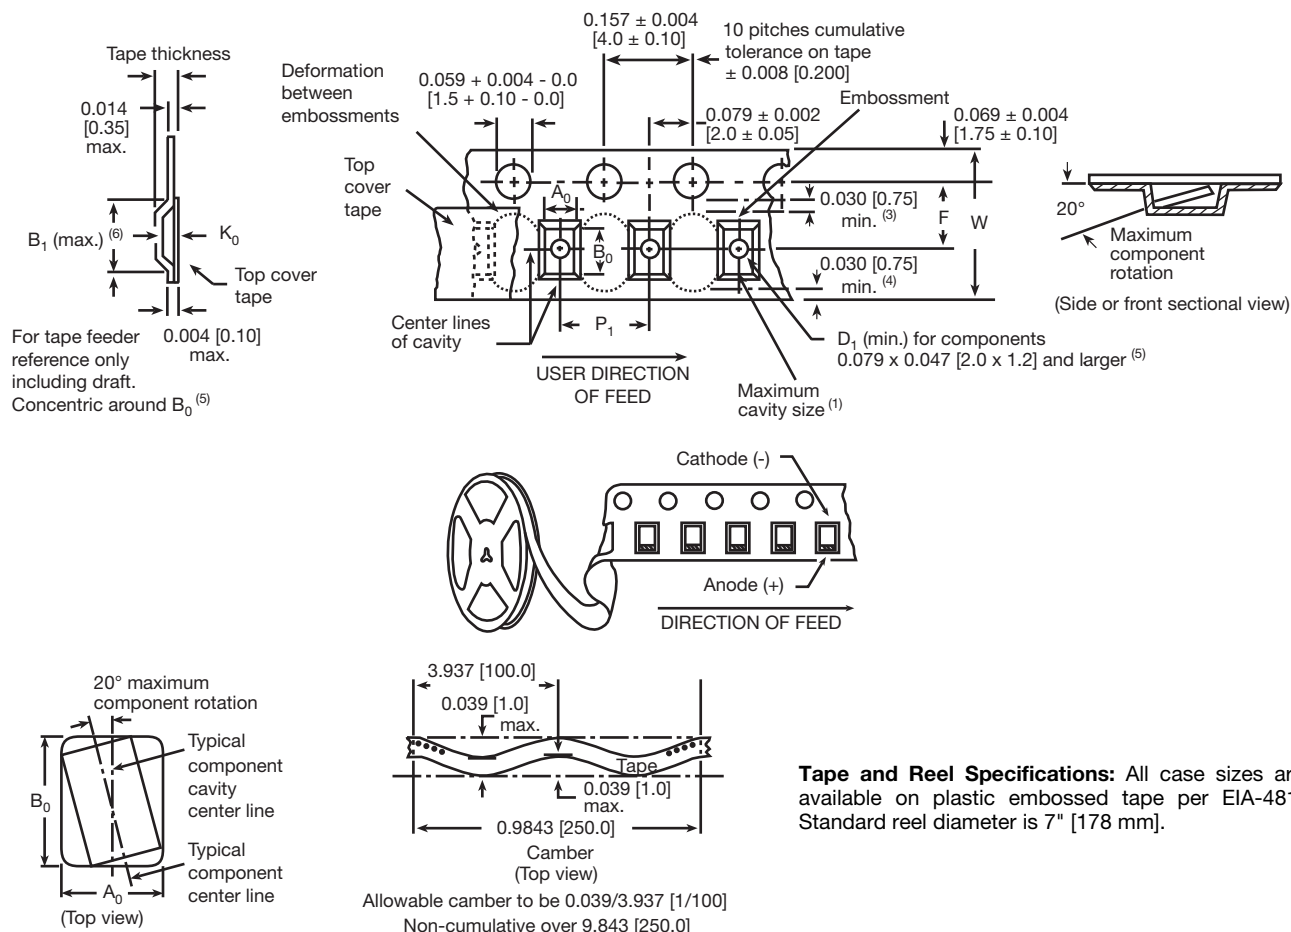 Tape thickness
0.014
[0.35]
max.
B1 (max.) (6)
K0
Top cover
tape
For tape feeder
reference only
including draft.
Concentric around B0 (5)
0.004 [0.10]
max.
Deformation
between
embossments
Top
cover
tape
0.059 + 0.004 - 0.0
[1.5 + 0.10 - 0.0]
0.157 ± 0.004
[4.0 ± 0.10]
10 pitches cumulative
tolerance on tape
± 0.008 [0.200]
0.079 ± 0.002
[2.0 ± 0.05]
Embossment
0.069 ± 0.004
[1.75 ± 0.10]
A0
B0
0.030 [0.75]
min. (3)
0.030 [0.75]
min. (4)
F
W
20°
Maximum
component
rotation
(Side or front sectional view)
Center lines
of cavity
P1
USER DIRECTION
OF FEED
D1 (min.) for components
0.079 x 0.047 [2.0 x 1.2] and larger (5)
Maximum
cavity size (1)
Cathode (-)
Anode (+)
DIRECTION OF FEED
20° maximum
component rotation
Typical
component
cavity
center line
B0
Typical
component
center line
A0
(Top view)
3.937 [100.0]
0.039 [1.0]
max.
Tape
0.039 [1.0]
max.
0.9843 [250.0]
Camber
(Top view)
Allowable camber to be 0.039/3.937 [1/100]
Non-cumulative over 9.843 [250.0]
Tape and Reel Specifications: All case sizes ar
available on plastic embossed tape per EIA-481
Standard reel diameter is 7" [178 mm].